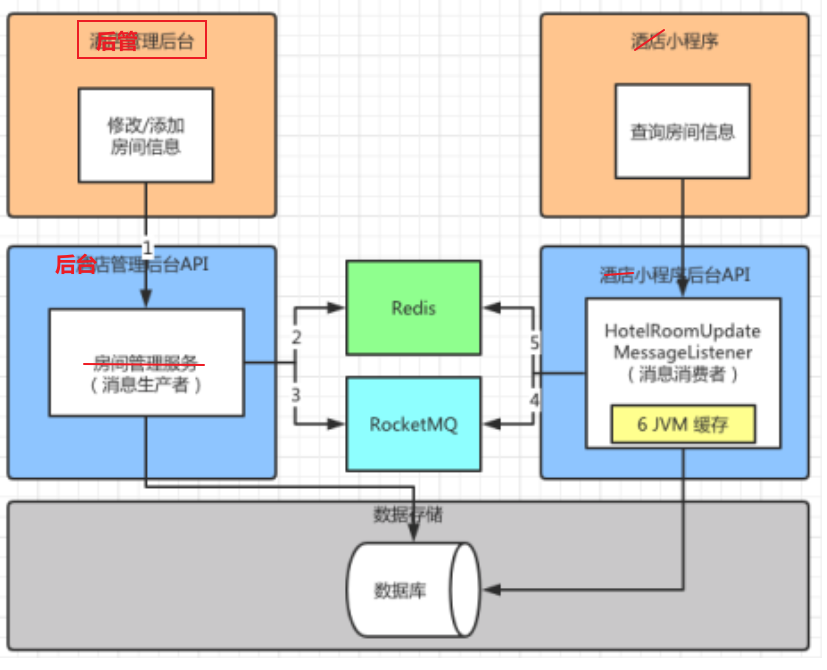 后管理后台
酒店小程序
修改/添加
房间信息
查询房间信息
1
后台店管理后台API
酒店小程序后台API
房间管理服务
（消息生产者）
2
3
Redis
RocketMQ
5
4
HotelRoomUpdate
MessageListener
（消息消费者）
6 JVM 缓存
数据存储
数据库